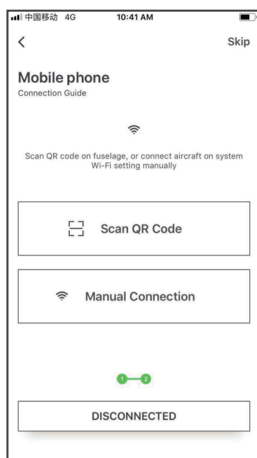 中国移动 4G 10:41 AM
Skip
Mobile phone
Connection Guide
Scan QR code on fuselage, or connect aircraft on system
Wi-Fi setting manually
Scan QR Code
Manual Connection
1 2
DISCONNECTED